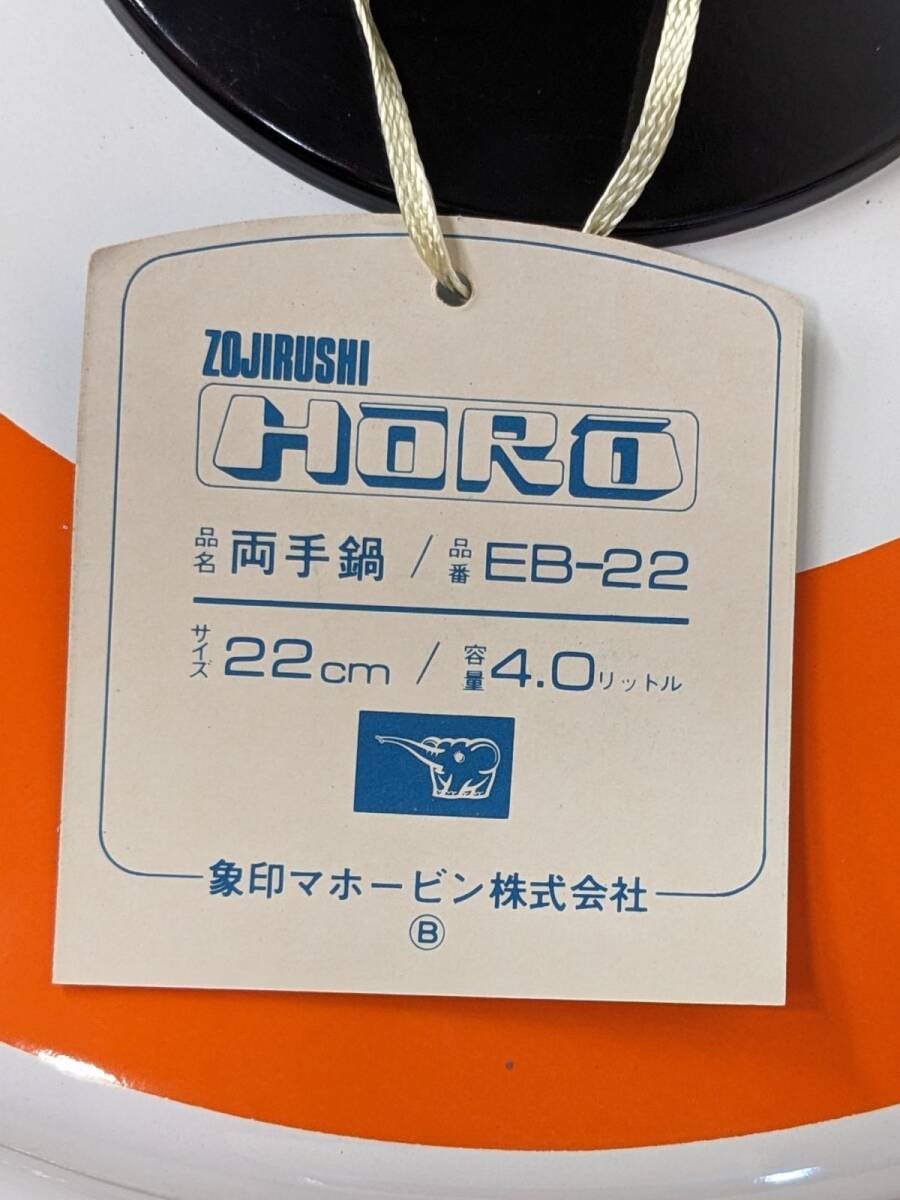 ZOJIRUSHI
HŌRŌ
品名 両手鍋 / 品番 EB-22
サイズ 22cm / 容量 4.0リットル
象印マホービン株式会社
Ⓑ